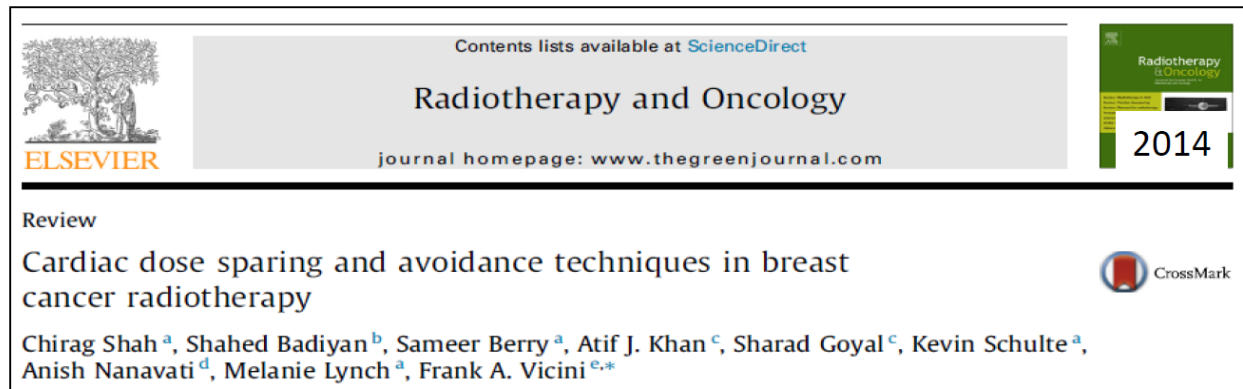 Contents lists available at ScienceDirect
Radiotherapy and Oncology
journal homepage: www.thegreenjournal.com
ELSEVIER
Radiotherapy
&Oncology
2014
Review
Cardiac dose sparing and avoidance techniques in breast
cancer radiotherapy
CrossMark
Chirag Shah a, Shahed Badiyan b, Sameer Berry a, Atif J. Khan c, Sharad Goyal c, Kevin Schulte a,
Anish Nanavati d, Melanie Lynch a, Frank A. Vicini e,*